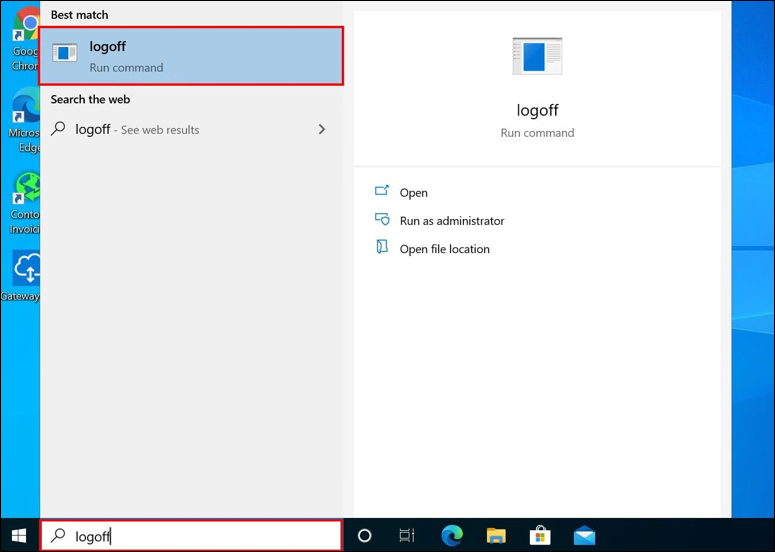 Best match
logoff
Run command
Search the web
logoff - See web results
logoff
Run command
Open
Run as administrator
Open file location
Goog
Chro
Micros
Edge
Conto
Invoici
Gateway
logoff